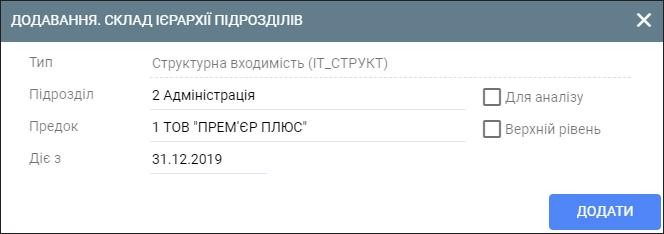 ДОДАВАННЯ. СКЛАД ІЄРАРХІЇ ПІДРОЗДІЛІВ
Тип Структурна входимість (ІТ_СТРУКТ)
Підрозділ 2 Адміністрація Для аналізу
Предок 1 ТОВ "ПРЕМ'ЄР ПЛЮС" Верхній рівень
Діє з 31.12.2019
ДОДАТИ